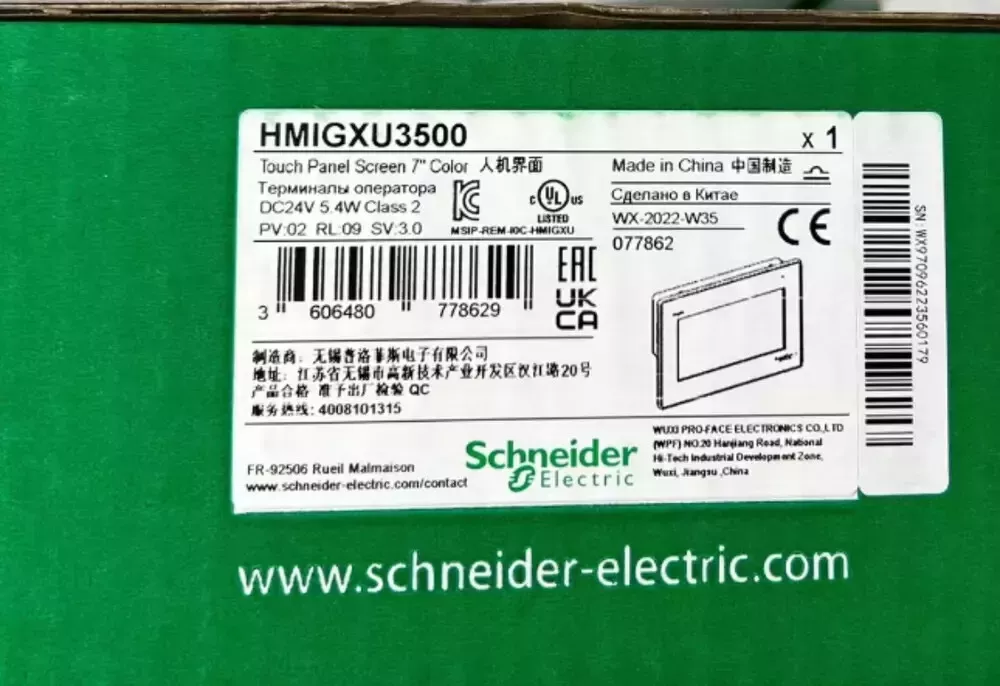 HMIGXU3500
x 1
Touch Panel Screen 7" Color 人机界面
Терминалы оператора
DC24V 5.4W Class 2
PV:02 RL:09 SV:3.0
c UL US
LISTED
MSIP-REM-I0C-HMIGXU
Made in China 中国制造
Сделано в Китае
WX-2022-W35
077862
CE
EAC
UK
CA
3 606480 778629
制造商: 无锡普洛菲斯电子有限公司
地址: 江苏省无锡市高新技术产业开发区汉江路20号
产品合格 准予出厂检验 QC
服务热线: 4008101315
FR-92506 Rueil Malmaison
www.schneider-electric.com/contact
Schneider
Electric
WUXI PRO-FACE ELECTRONICS CO.,LTD
(WPF) NO.20 Hanjiang Road, National
Hi-Tech Industrial Development Zone,
Wuxi, Jiangsu ,China
SN: WX9709622356​0179
www.schneider-electric.com